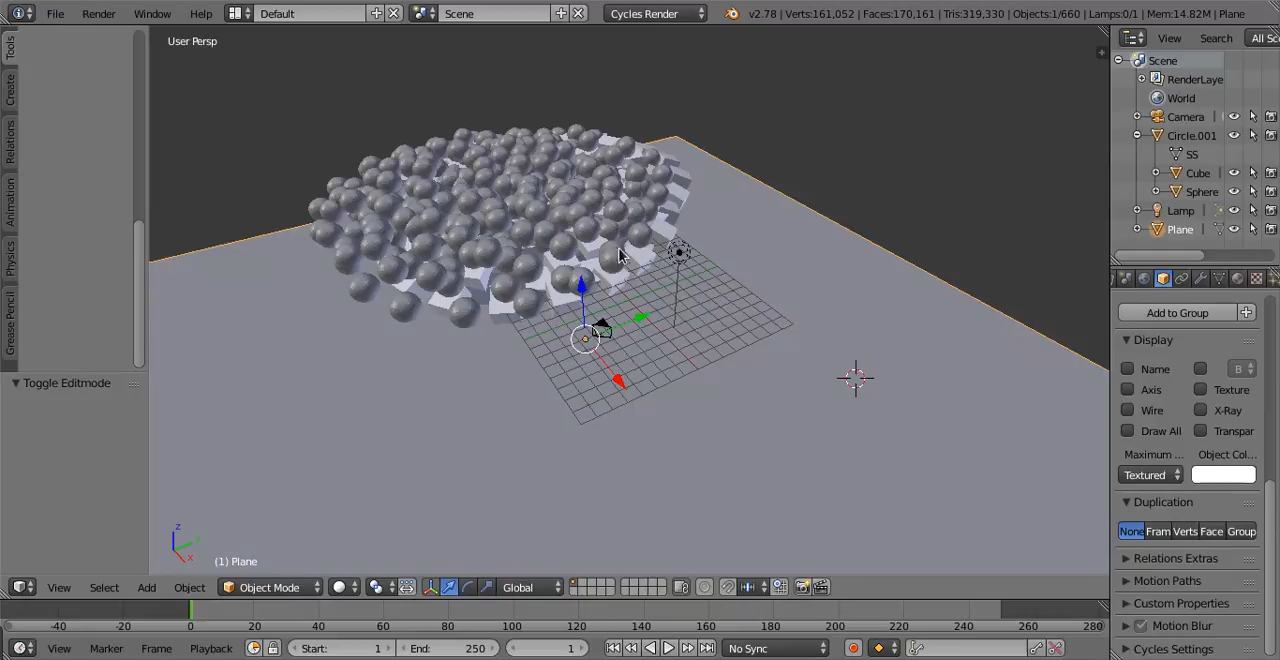 File Render Window Help Default Scene Cycles Render v2.78 | Verts:161,052 | Faces:170,161 | Tris:319,330 | Objects:1/660 | Lamps:0/1 | Mem:14.82M | Plane
User Persp
View Search All Sc
Scene
RenderLaye
World
Camera
Circle.001
SS
Cube
Sphere
Lamp
Plane
Tools
Create
Relations
Animation
Physics
Grease Pencil
Toggle Editmode
Add to Group
Display
Name B
Axis Texture
Wire X-Ray
Draw All Transpar
Maximum ... Object Col...
Textured
Duplication
None Fram Verts Face Group
Relations Extras
Motion Paths
Custom Properties
Motion Blur
Cycles Settings
z
y
x
(1) Plane
View Select Add Object Object Mode Global
-40 -20 0 20 40 60 80 100 120 140 160 180 200 220 240 260 280
View Marker Frame Playback Start: 1 End: 250 1 No Sync